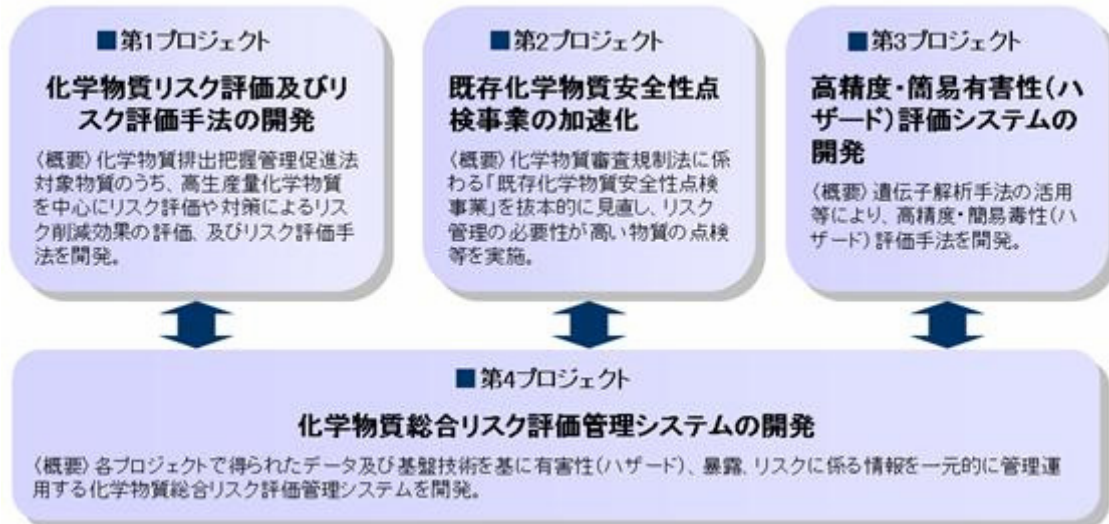 ■第1プロジェクト
化学物質リスク評価及びリ
スク評価手法の開発
〈概要〉化学物質排出把握管理促進法
対象物質のうち、高生産量化学物質
を中心にリスク評価や対策によるリス
ク削減効果の評価、及びリスク評価手
法を開発。
■第2プロジェクト
既存化学物質安全性点
検事業の加速化
〈概要〉化学物質審査規制法に係
わる「既存化学物質安全性点検
事業」を抜本的に見直し、リスク
管理の必要性が高い物質の点検
等を実施。
■第3プロジェクト
高精度・簡易有害性(ハ
ザード)評価システムの
開発
〈概要〉遺伝子解析手法の活用
等により、高精度・簡易毒性(ハ
ザード)評価手法を開発。
■第4プロジェクト
化学物質総合リスク評価管理システムの開発
〈概要〉各プロジェクトで得られたデータ及び基盤技術を基に有害性(ハザード)、暴露、リスクに係る情報を一元的に管理運
用する化学物質総合リスク評価管理システムを開発。